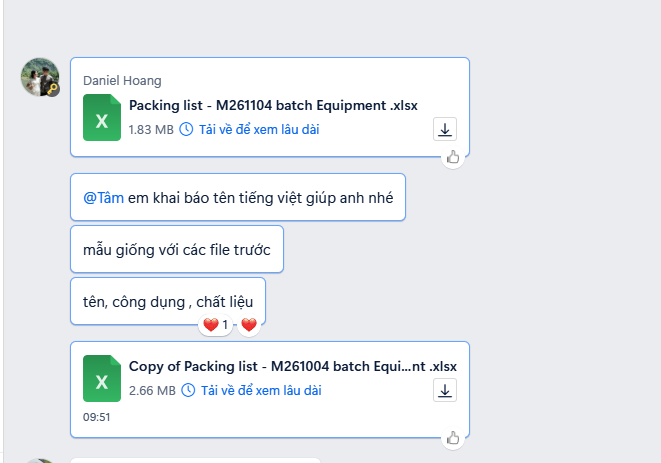 Daniel Hoang
Packing list - M261104 batch Equipment .xlsx
X
1.83 MB Tải về để xem lâu dài
@Tâm em khai báo tên tiếng việt giúp anh nhé
mẫu giống với các file trước
tên, công dụng , chất liệu
1
Copy of Packing list - M261004 batch Equi...nt .xlsx
X
2.66 MB Tải về để xem lâu dài
09:51